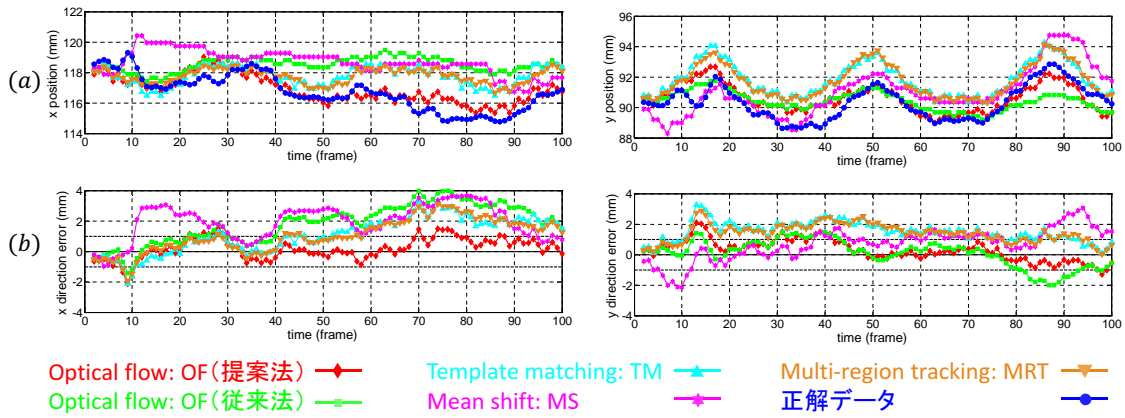 (a)
x position (mm)
122
120
118
116
114
0 10 20 30 40 50 60 70 80 90 100
time (frame)
y position (mm)
96
94
92
90
88
0 10 20 30 40 50 60 70 80 90 100
time (frame)
(b)
x direction error (mm)
4
2
0
-2
-4
0 10 20 30 40 50 60 70 80 90 100
time (frame)
y direction error (mm)
4
2
0
-2
-4
0 10 20 30 40 50 60 70 80 90 100
time (frame)
Optical flow: OF(提案法)
Template matching: TM
Multi-region tracking: MRT
Optical flow: OF(従来法)
Mean shift: MS
正解データ